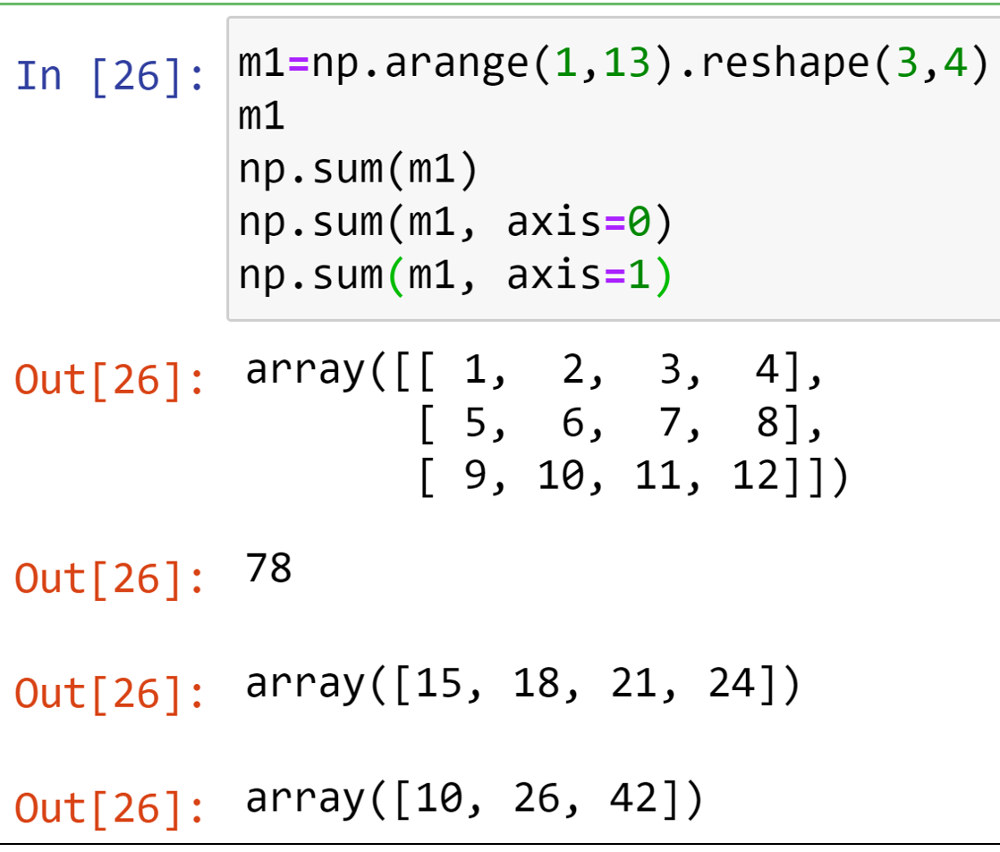 In [26]: m1=np.arange(1,13).reshape(3,4)
m1
np.sum(m1)
np.sum(m1, axis=0)
np.sum(m1, axis=1)
Out[26]: array([[ 1,  2,  3,  4],
       [ 5,  6,  7,  8],
       [ 9, 10, 11, 12]])
Out[26]: 78
Out[26]: array([15, 18, 21, 24])
Out[26]: array([10, 26, 42])